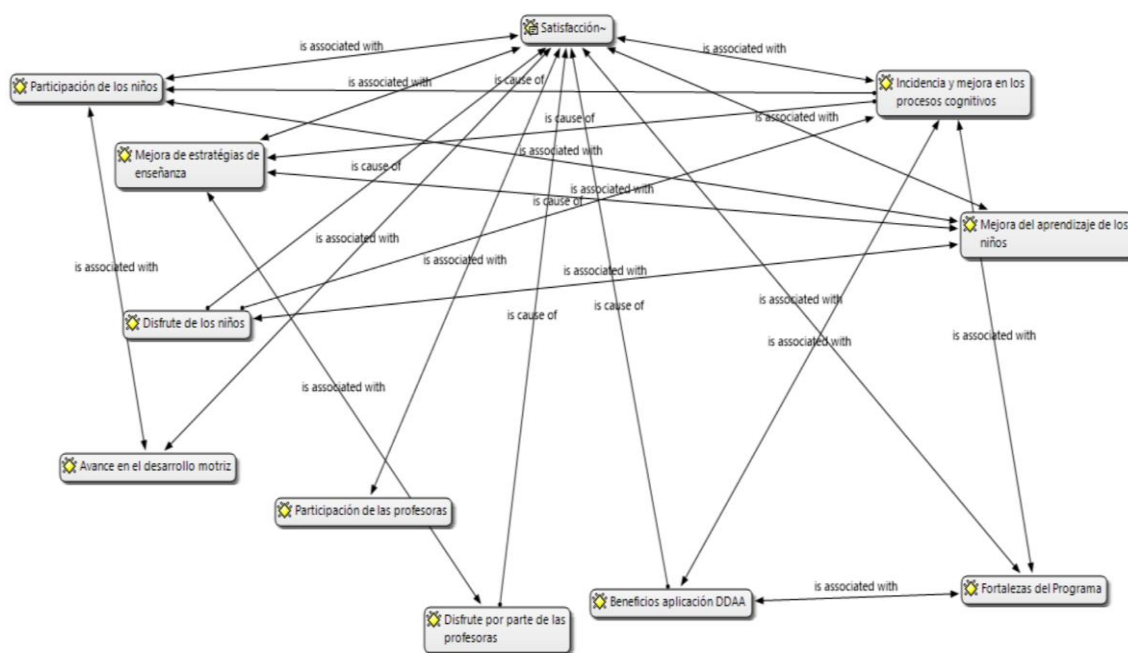 Satisfacción~
is associated with
is associated with
Participación de los niños
is associated with
is cause of
Incidencia y mejora en los
procesos cognitivos
is cause of
is associated with
Mejora de estratégias de
enseñanza
is associated with
is cause of
is associated with
is cause of
Mejora del aprendizaje de los
niños
is associated with
is associated with
is associated with
is associated with
is associated with
is cause of
is cause of
Disfrute de los niños
is associated with
is associated with
is associated with
Avance en el desarrollo motriz
Participación de las profesoras
is associated with
Fortalezas del Programa
Beneficios aplicación DDAA
Disfrute por parte de las
profesoras